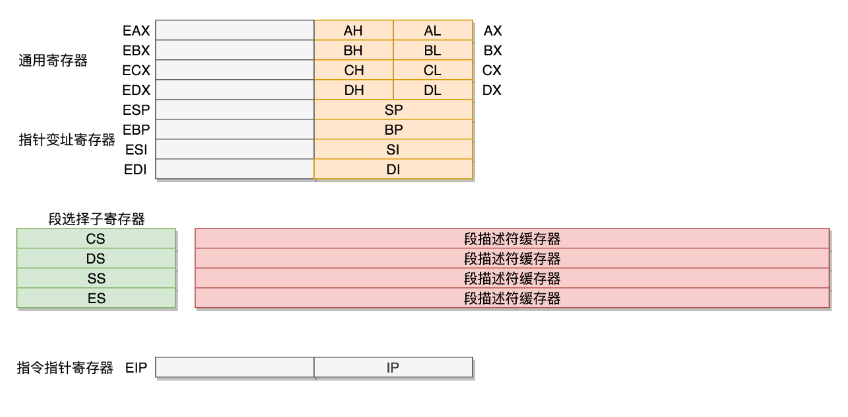 EAX AH AL AX
EBX BH BL BX
通用寄存器
ECX CH CL CX
EDX DH DL DX
ESP SP
EBP BP
指针变址寄存器
ESI SI
EDI DI
段选择子寄存器
CS 段描述符缓存器
DS 段描述符缓存器
SS 段描述符缓存器
ES 段描述符缓存器
指令指针寄存器 EIP IP